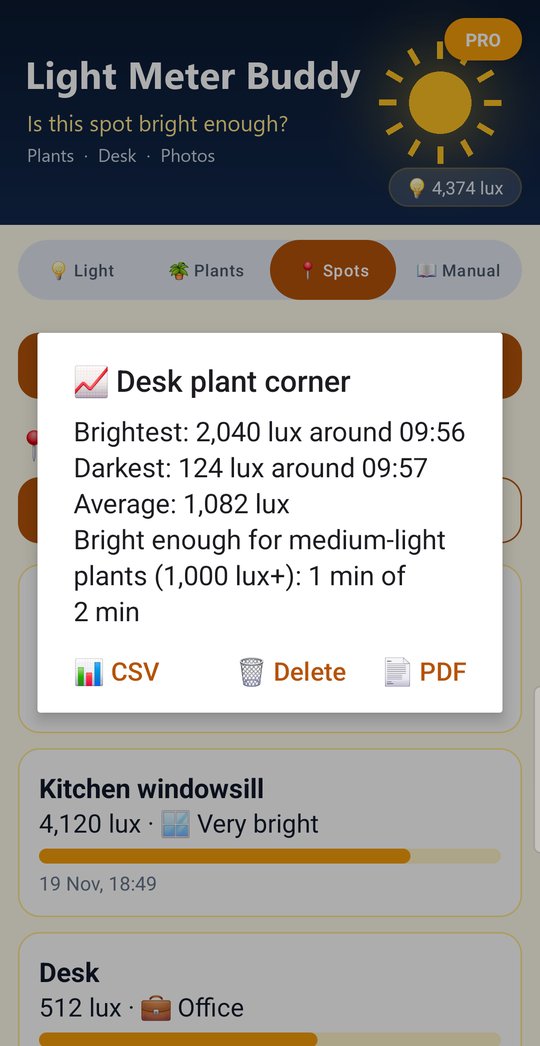 PRO
Light Meter Buddy
Is this spot bright enough?
Plants · Desk · Photos
4,374 lux
Light
Plants
Spots
Manual
Desk plant corner
Brightest: 2,040 lux around 09:56
Darkest: 124 lux around 09:57
Average: 1,082 lux
Bright enough for medium-light
plants (1,000 lux+): 1 min of
2 min
CSV
Delete
PDF
Kitchen windowsill
4,120 lux · Very bright
19 Nov, 18:49
Desk
512 lux · Office